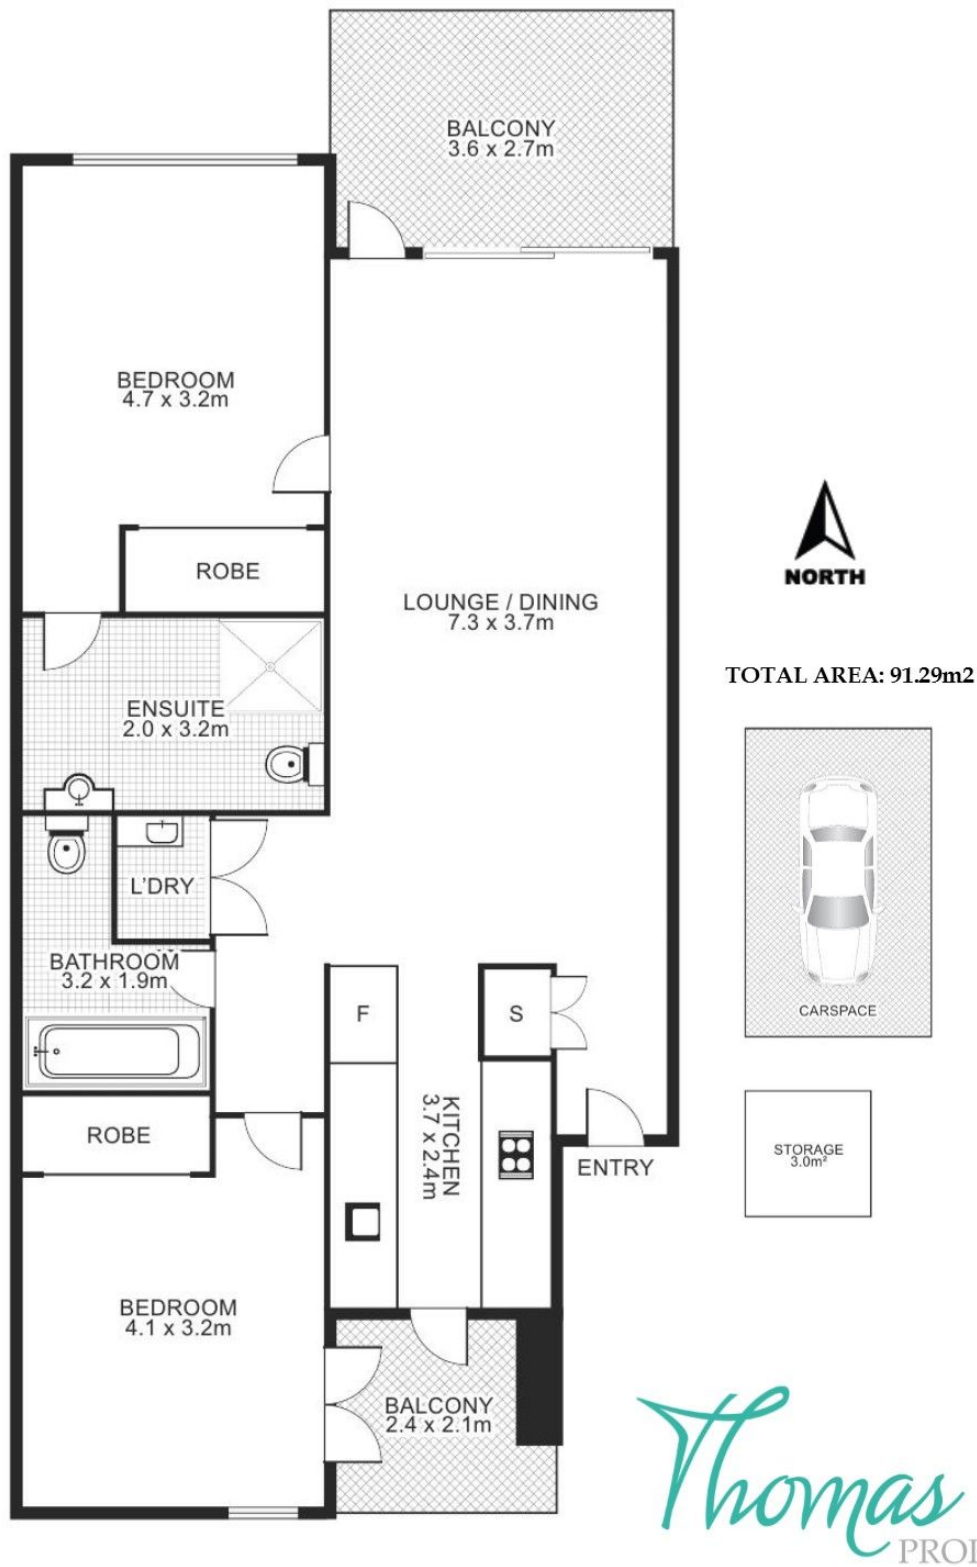 BALCONY
3.6 x 2.7m
BEDROOM
4.7 x 3.2m
ROBE
LOUNGE / DINING
7.3 x 3.7m
NORTH
TOTAL AREA: 91.29m2
ENSUITE
2.0 x 3.2m
L'DRY
BATHROOM
3.2 x 1.9m
F
S
CARSPACE
KITCHEN
3.7 x 2.4m
ROBE
ENTRY
STORAGE
3.0m²
BEDROOM
4.1 x 3.2m
BALCONY
2.4 x 2.1m
Thomas
PROP